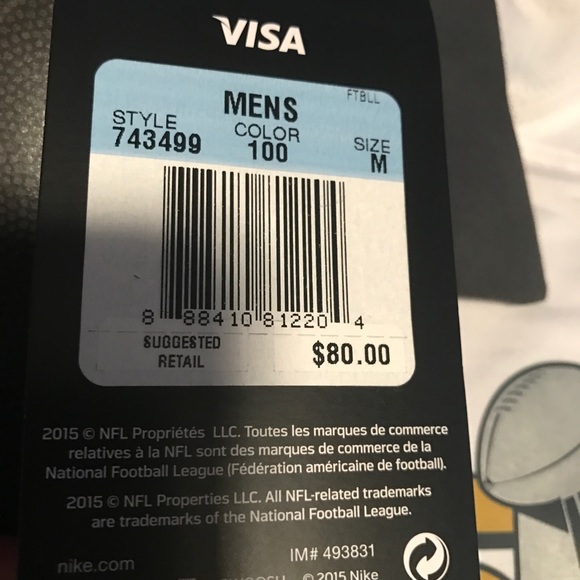 VISA
FTBLL
MENS
STYLE COLOR SIZE
743499 100 M
8 88410 81220 4
SUGGESTED
RETAIL
$80.00
2015 © NFL Propriétés LLC. Toutes les marques de commerce
relatives à la NFL sont des marques de commerce de la
National Football League (Fédération américaine de football).
2015 © NFL Properties LLC. All NFL-related trademarks
are trademarks of the National Football League.
IM# 493831
nike.com
© 2015 Nike